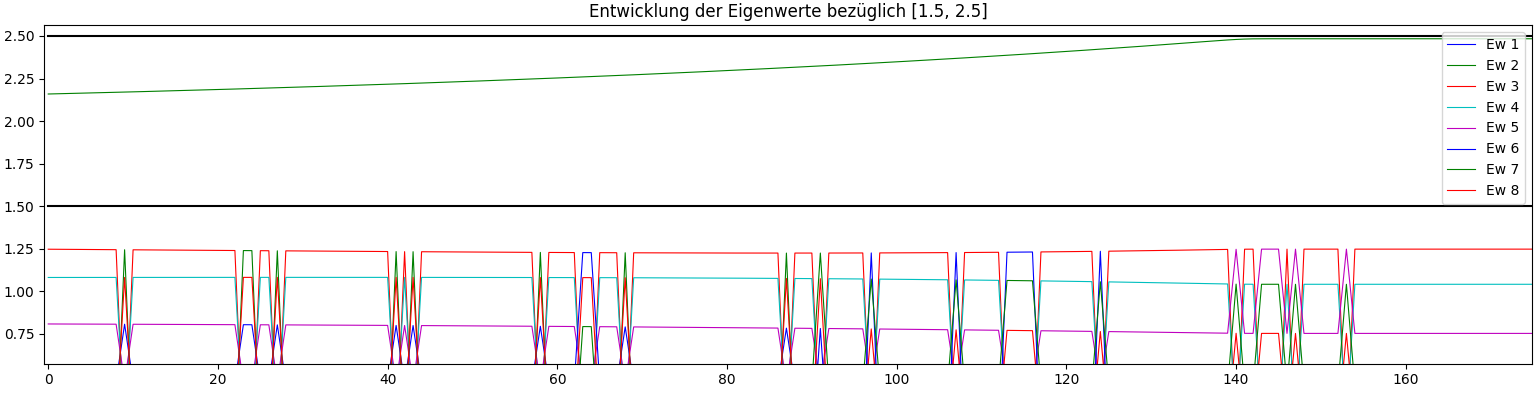 Entwicklung der Eigenwerte bezüglich [1.5, 2.5]
2.50
2.25
2.00
1.75
1.50
1.25
1.00
0.75
Ew 1
Ew 2
Ew 3
Ew 4
Ew 5
Ew 6
Ew 7
Ew 8
0 20 40 60 80 100 120 140 160